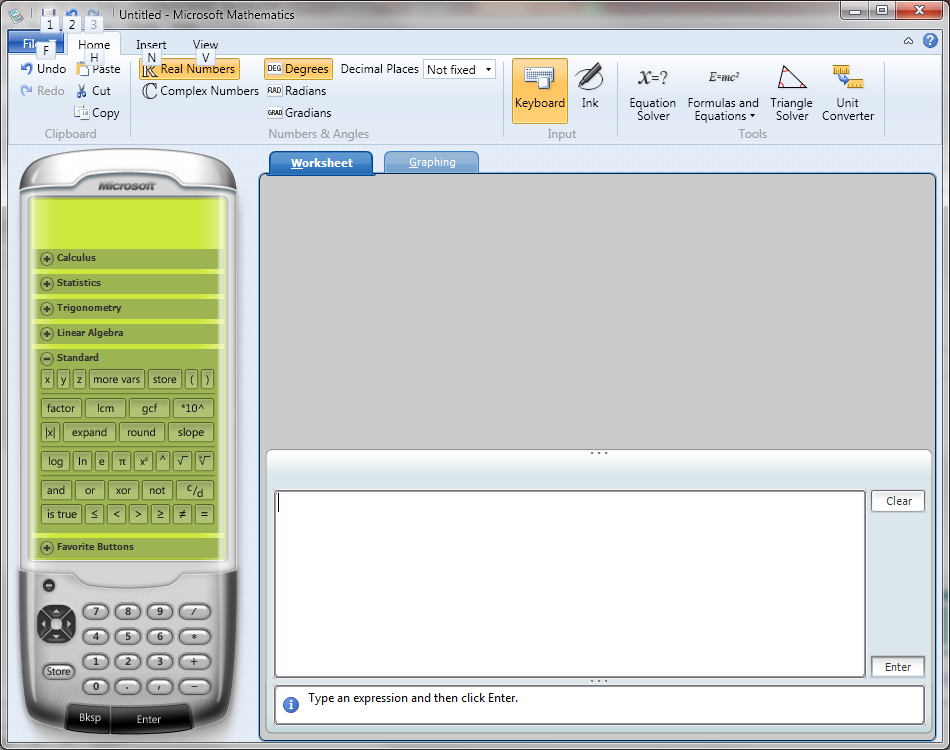 Untitled - Microsoft Mathematics
1 2 3
File Home Insert View
F H N V
Undo Paste
Redo Cut
Copy
Clipboard
Real Numbers
Complex Numbers
DEG Degrees
RAD Radians
GRAD Gradians
Decimal Places Not fixed
Numbers & Angles
Keyboard Ink
Input
X=? E=mc²
Equation Solver
Formulas and Equations
Triangle Solver
Unit Converter
Tools
Worksheet Graphing
Microsoft
Calculus
Statistics
Trigonometry
Linear Algebra
Standard
x y z more vars store ( )
factor lcm gcf *10^
|x| expand round slope
log ln e π x² ^ √ ˣ√
and or xor not c/d
is true ≤ < > ≥ ≠ =
Favorite Buttons
7 8 9 /
4 5 6 *
1 2 3 +
Store
0 . , −
Bksp Enter
Clear
Enter
Type an expression and then click Enter.